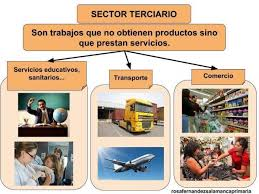 SECTOR TERCIARIO
Son trabajos que no obtienen productos sino
que prestan servicios.
Servicios educativos,
sanitarios...
Transporte
Comercio
rosafernandezsalamancaprimaria